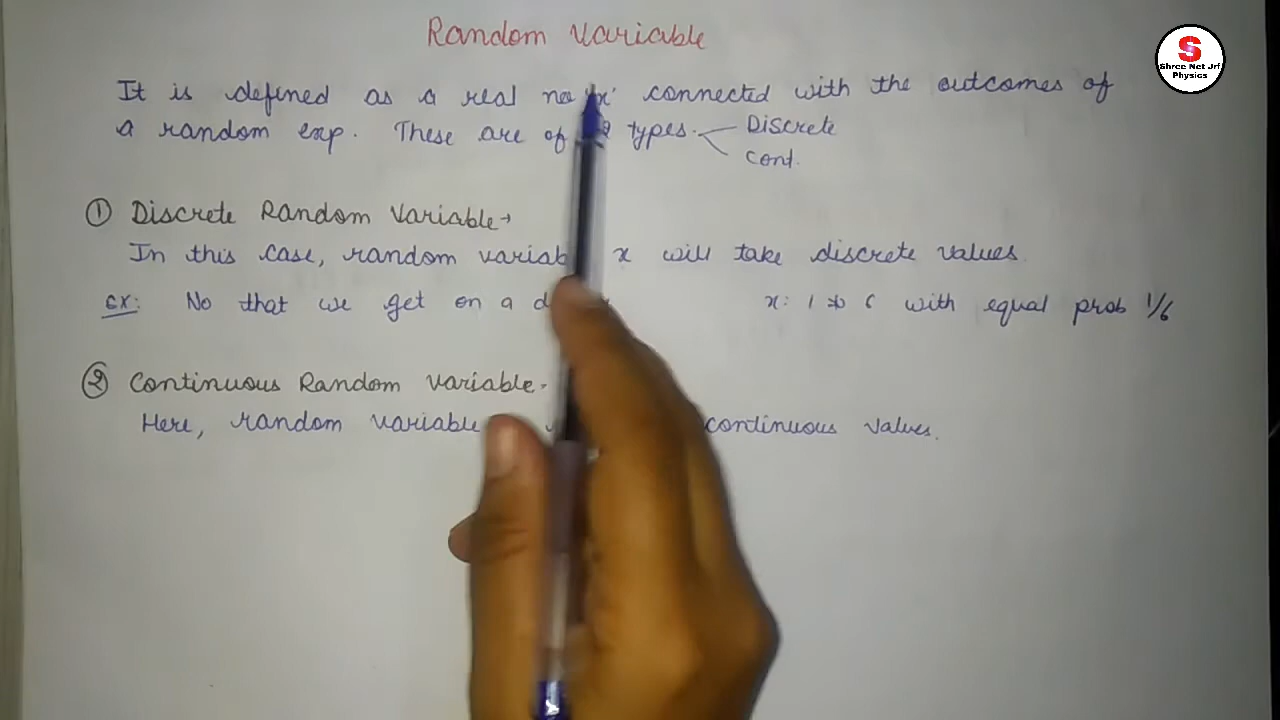 Random Variable
S
Shree Net Jrf
Physics
It is defined as a real no 'x' connected with the outcomes of
a random exp. These are of 2 types. Discrete
Cont.
① Discrete Random Variable→
In this case, random variab x will take discrete values
Ex: No that we get on a d x: 1 to 6 with equal prob 1/6
② Continuous Random Variable-
Here, random variable continuous values.